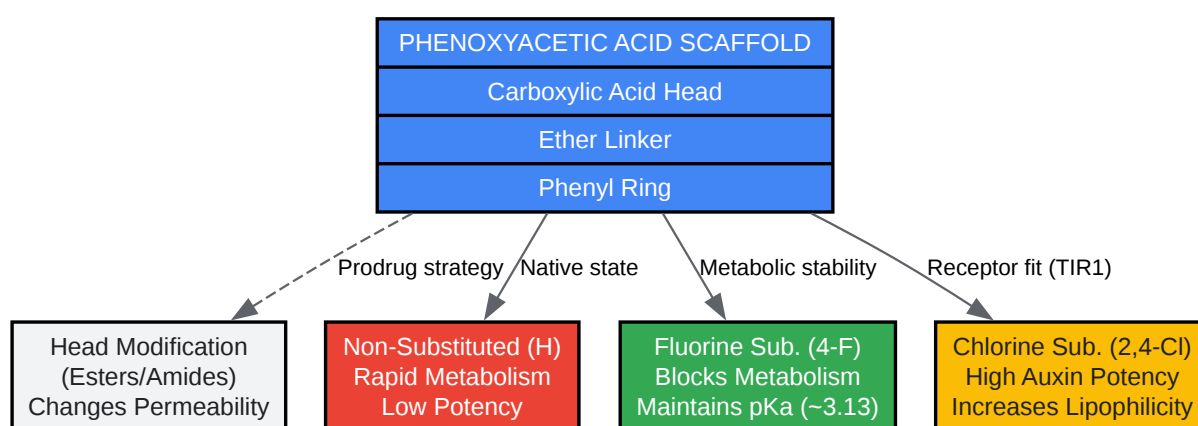 PHENOXYACETIC ACID SCAFFOLD
Carboxylic Acid Head
Ether Linker
Phenyl Ring
Prodrug strategy
Native state
Metabolic stability
Receptor fit (TIR1)
Head Modification
(Esters/Amides)
Changes Permeability
Non-Substituted (H)
Rapid Metabolism
Low Potency
Fluorine Sub. (4-F)
Blocks Metabolism
Maintains pKa (~3.13)
Chlorine Sub. (2,4-Cl)
High Auxin Potency
Increases Lipophilicity